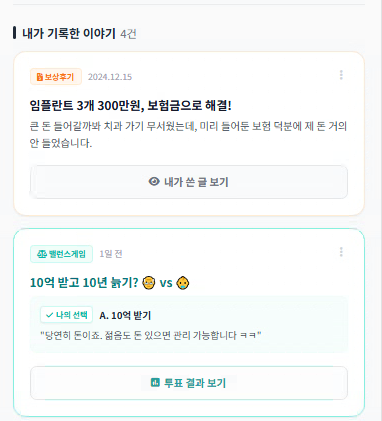 내가 기록한 이야기 4건
보상후기 2024.12.15
임플란트 3개 300만원, 보험금으로 해결!
큰 돈 들어갈까봐 치과 가기 무서웠는데, 미리 들어둔 보험 덕분에 제 돈 거의
안 들었습니다.
내가 쓴 글 보기
밸런스게임 1일 전
10억 받고 10년 늙기? 👴 vs 👶
나의 선택 A. 10억 받기
"당연히 돈이죠. 젊음도 돈 있으면 관리 가능합니다 ㅋㅋ"
투표 결과 보기